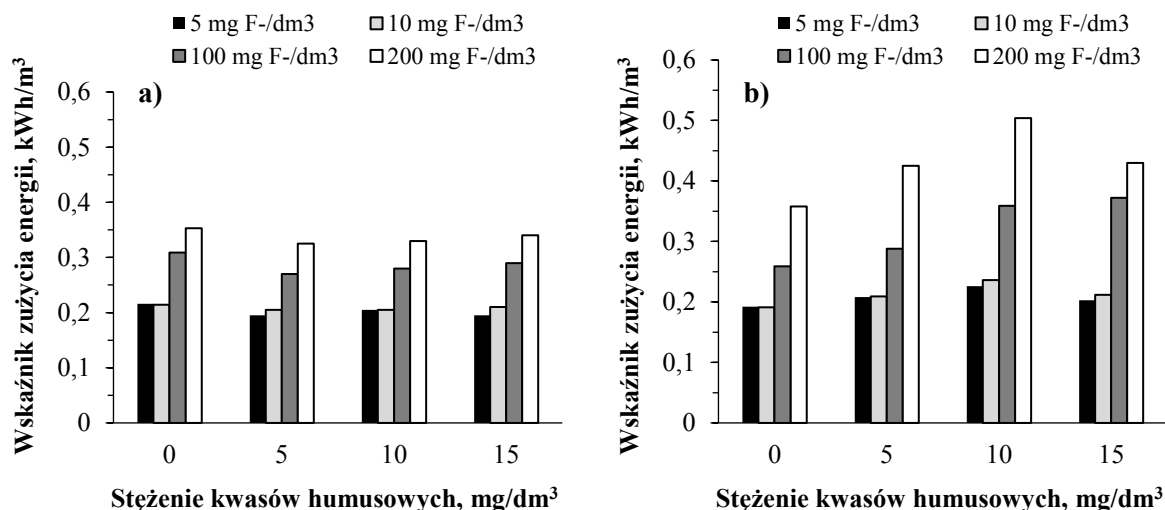 ■ 5 mg F-/dm3 □ 10 mg F-/dm3
■ 100 mg F-/dm3 □ 200 mg F-/dm3
Wskaźnik zużycia energii, kWh/m³
a)
0,6
0,5
0,4
0,3
0,2
0,1
0
0 5 10 15
Stężenie kwasów humusowych, mg/dm³
■ 5 mg F-/dm3 □ 10 mg F-/dm3
■ 100 mg F-/dm3 □ 200 mg F-/dm3
Wskaźnik zużycia energii, kWh/m³
b)
0,6
0,5
0,4
0,3
0,2
0,1
0
0 5 10 15
Stężenie kwasów humusowych, mg/dm³